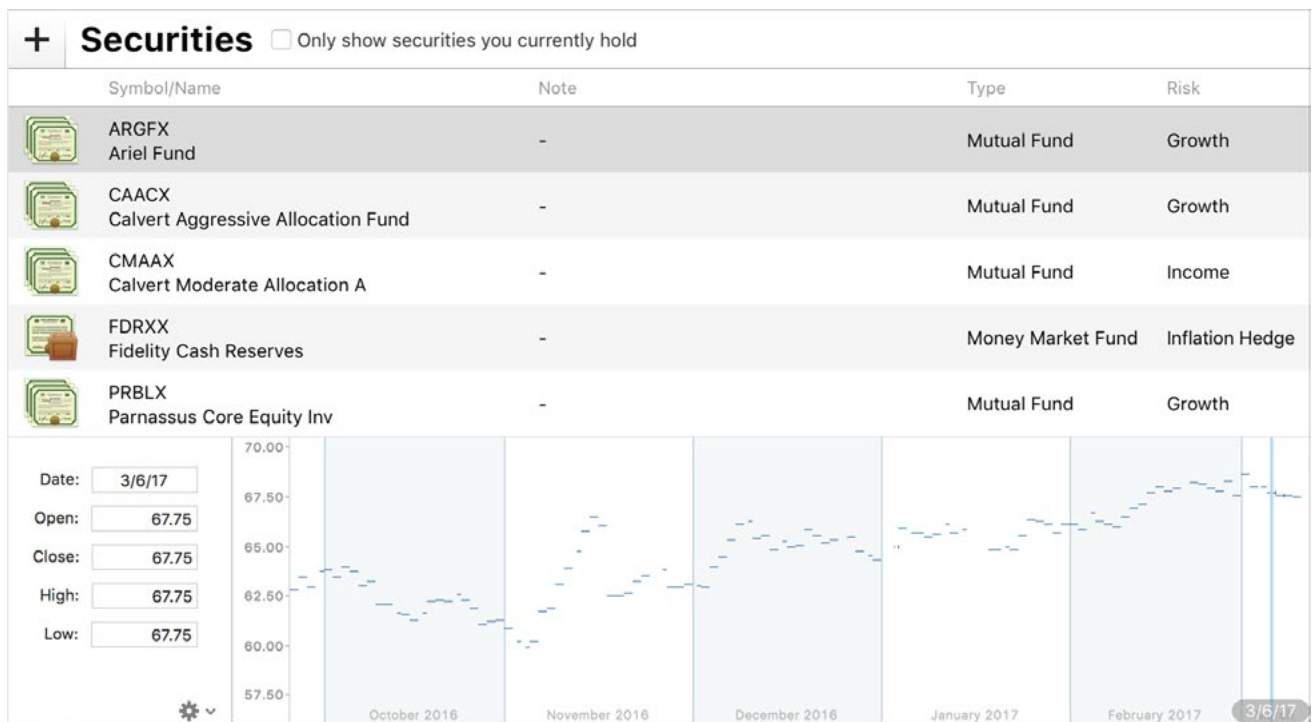 + Securities Only show securities you currently hold
Symbol/Name Note Type Risk
ARGFX
Ariel Fund - Mutual Fund Growth
CAACX
Calvert Aggressive Allocation Fund - Mutual Fund Growth
CMAAX
Calvert Moderate Allocation A - Mutual Fund Income
FDRXX
Fidelity Cash Reserves - Money Market Fund Inflation Hedge
PRBLX
Parnassus Core Equity Inv - Mutual Fund Growth
Date: 3/6/17
Open: 67.75
Close: 67.75
High: 67.75
Low: 67.75
70.00
67.50
65.00
62.50
60.00
57.50
October 2016 November 2016 December 2016 January 2017 February 2017 3/6/17